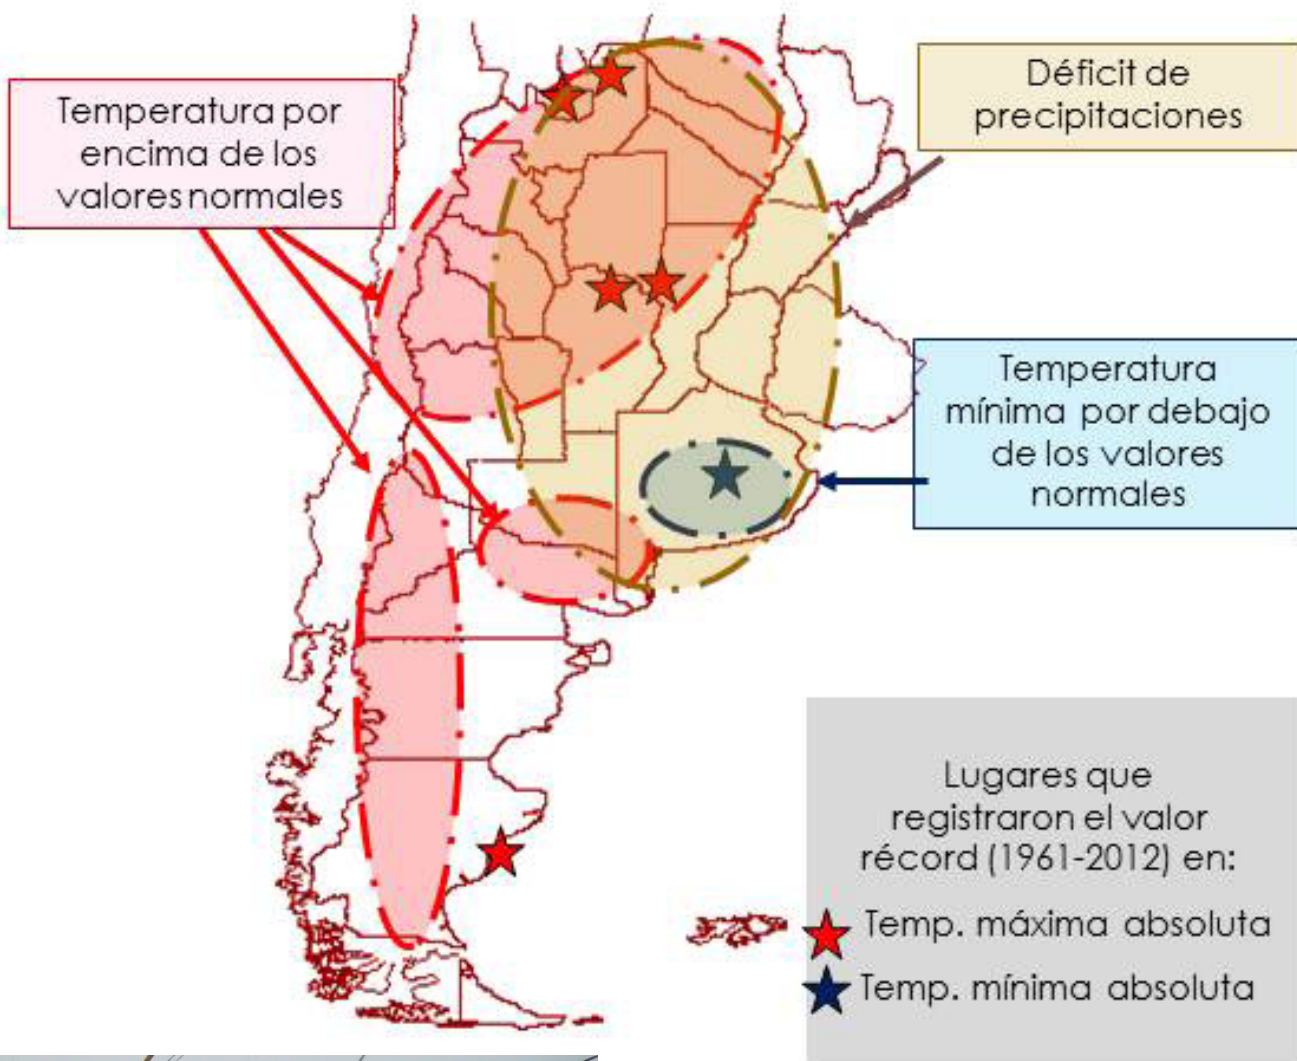 Temperatura por
encima de los
valores normales
Déficit de
precipitaciones
Temperatura
mínima por debajo
de los valores
normales
Lugares que
registraron el valor
récord (1961-2012) en:
Temp. máxima absoluta
Temp. mínima absoluta